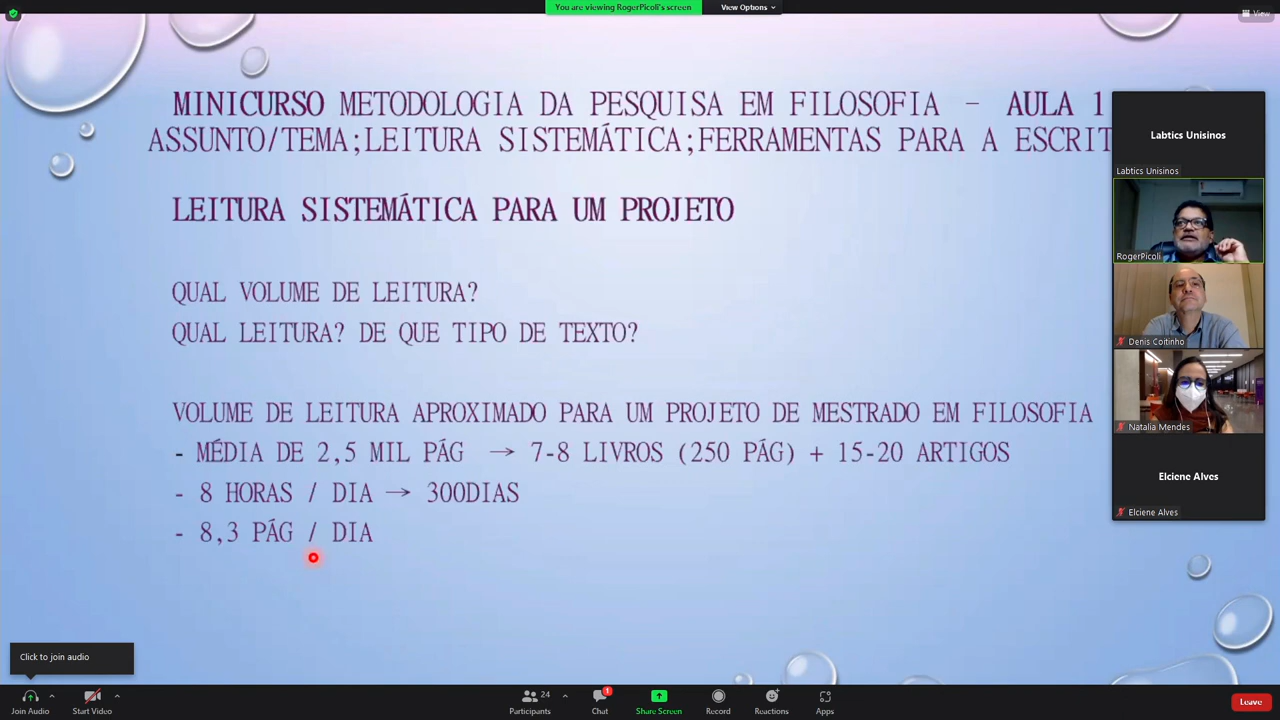 You are viewing RogerPicoli's screen
View Options
View
MINICURSO METODOLOGIA DA PESQUISA EM FILOSOFIA – AULA 1
ASSUNTO/TEMA;LEITURA SISTEMÁTICA;FERRAMENTAS PARA A ESCRIT
LEITURA SISTEMÁTICA PARA UM PROJETO
QUAL VOLUME DE LEITURA?
QUAL LEITURA? DE QUE TIPO DE TEXTO?
VOLUME DE LEITURA APROXIMADO PARA UM PROJETO DE MESTRADO EM FILOSOFIA
- MÉDIA DE 2,5 MIL PÁG → 7-8 LIVROS (250 PÁG) + 15-20 ARTIGOS
- 8 HORAS / DIA → 300DIAS
- 8,3 PÁG / DIA
Labtics Unisinos
Labtics Unisinos
RogerPicoli
Denis Coitinho
Natalia Mendes
Elciene Alves
Elciene Alves
Click to join audio
Join Audio
Start Video
24
Participants
1
Chat
Share Screen
Record
Reactions
Apps
Leave